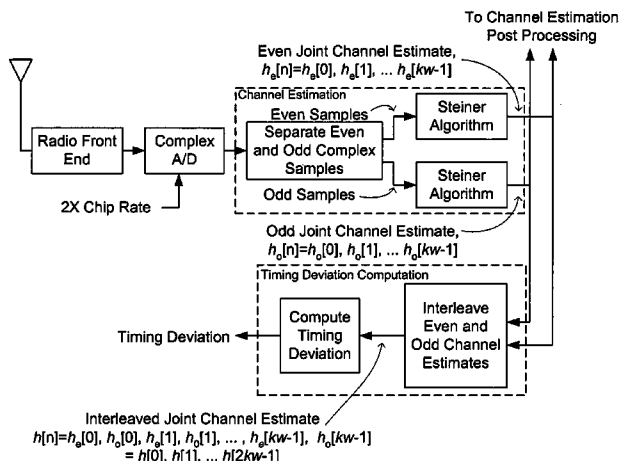 To Channel Estimation
Post Processing
Even Joint Channel Estimate,
hₑ[n]=hₑ[0], hₑ[1], ... hₑ[kw-1]
Channel Estimation
Even Samples
Steiner
Algorithm
Radio Front
End
Complex
A/D
Separate Even
and Odd Complex
Samples
2X Chip Rate
Odd Samples
Steiner
Algorithm
Odd Joint Channel Estimate,
hₒ[n]=hₒ[0], hₒ[1], ... hₒ[kw-1]
Timing Deviation Computation
Timing Deviation
Compute
Timing
Deviation
Interleave
Even and
Odd Channel
Estimates
Interleaved Joint Channel Estimate
h[n]=hₑ[0], hₒ[0], hₑ[1], hₒ[1], ... , hₑ[kw-1], hₒ[kw-1]
= h[0], h[1], ... h[2kw-1]